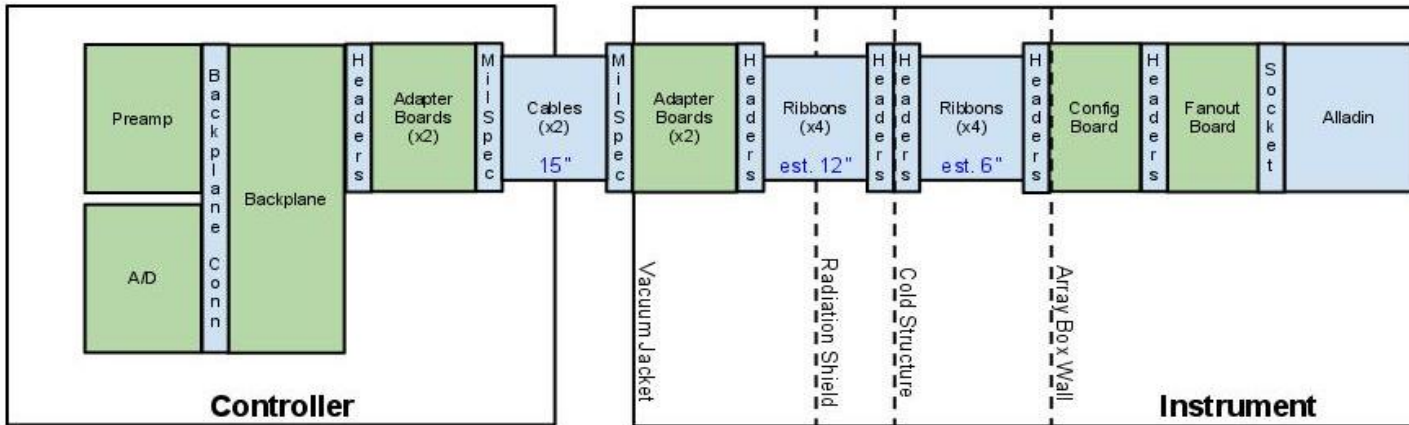 Preamp
A/D
Backplane Conn
Backplane
Headers
Adapter
Boards
(x2)
MilSpec
Cables
(x2)
15"
MilSpec
Adapter
Boards
(x2)
Headers
Ribbons
(x4)
est. 12"
Headers
Headers
Ribbons
(x4)
est. 6"
Headers
Config
Board
Headers
Fanout
Board
Socket
Alladin
Vacuum Jacket
Radiation Shield
Cold Structure
Array Box Wall
Controller
Instrument